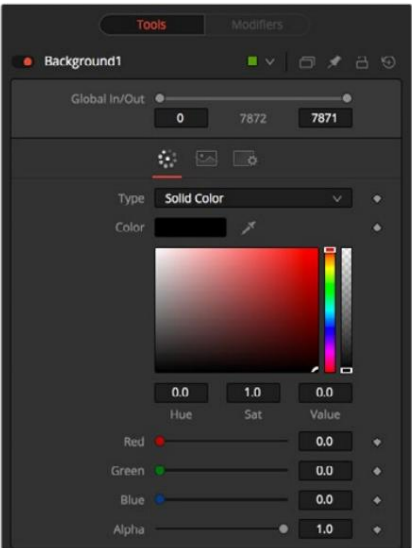 Tools Modifiers
Background1
Global In/Out
0 7872 7871
Type Solid Color
Color
0.0 1.0 0.0
Hue Sat Value
Red 0.0
Green 0.0
Blue 0.0
Alpha 1.0